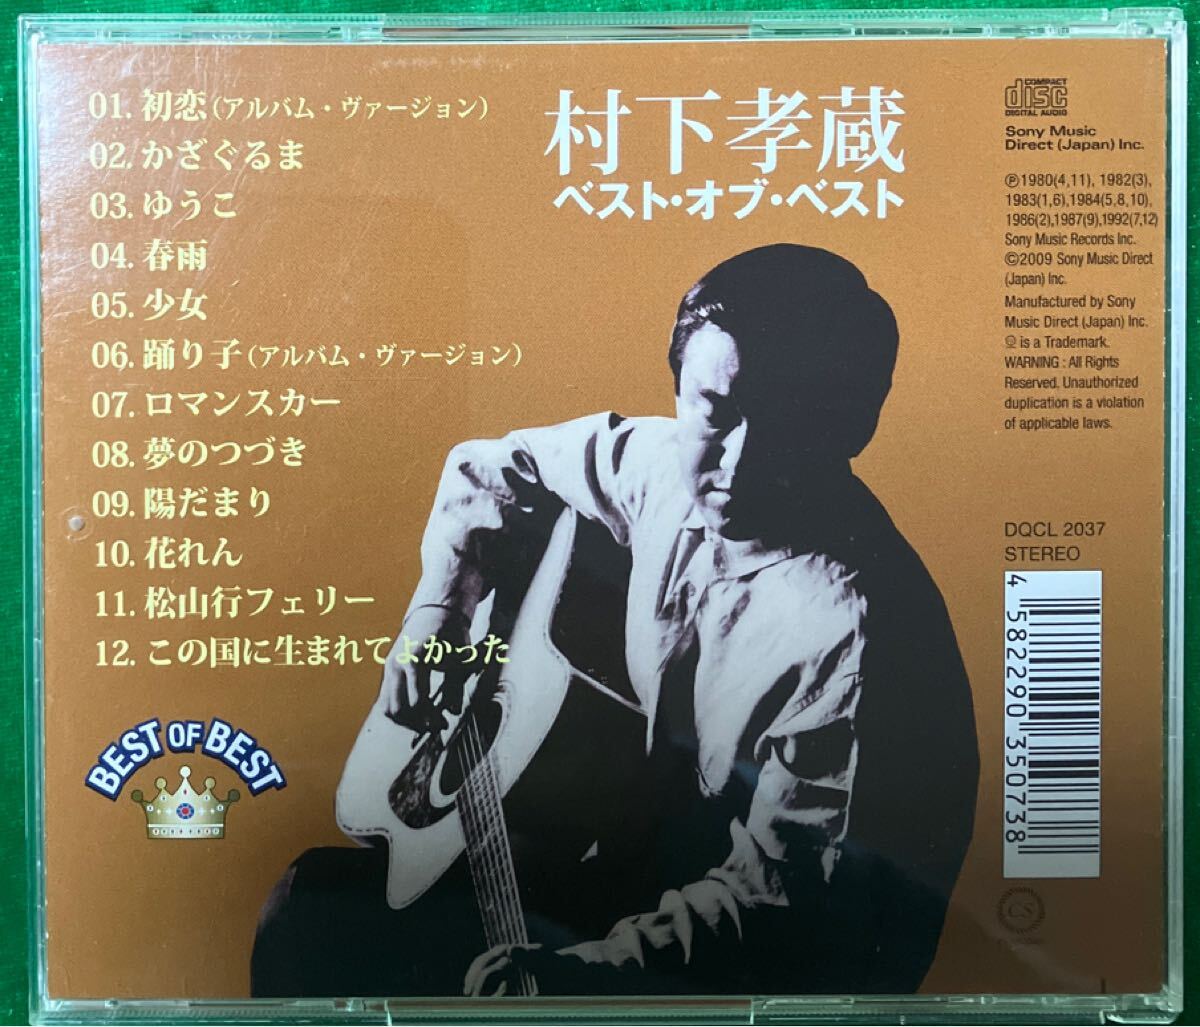 01. 初恋(アルバム・ヴァージョン)
02. かざぐるま
03. ゆうこ
04. 春雨
05. 少女
06. 踊り子(アルバム・ヴァージョン)
07. ロマンスカー
08. 夢のつづき
09. 陽だまり
10. 花れん
11. 松山行フェリー
12. この国に生まれてよかった
BEST OF BEST
村下孝蔵
ベスト・オブ・ベスト
COMPACT
disc
DIGITAL AUDIO
Sony Music
Direct (Japan) Inc.
Ⓟ1980(4,11), 1982(3),
1983(1,6),1984(5,8,10),
1986(2),1987(9),1992(7,12)
Sony Music Records Inc.
©2009 Sony Music Direct
(Japan) Inc.
Manufactured by Sony
Music Direct (Japan) Inc.
is a Trademark.
WARNING : All Rights
Reserved. Unauthorized
duplication is a violation
of applicable laws.
DQCL 2037
STEREO
4 582290 350738
CS